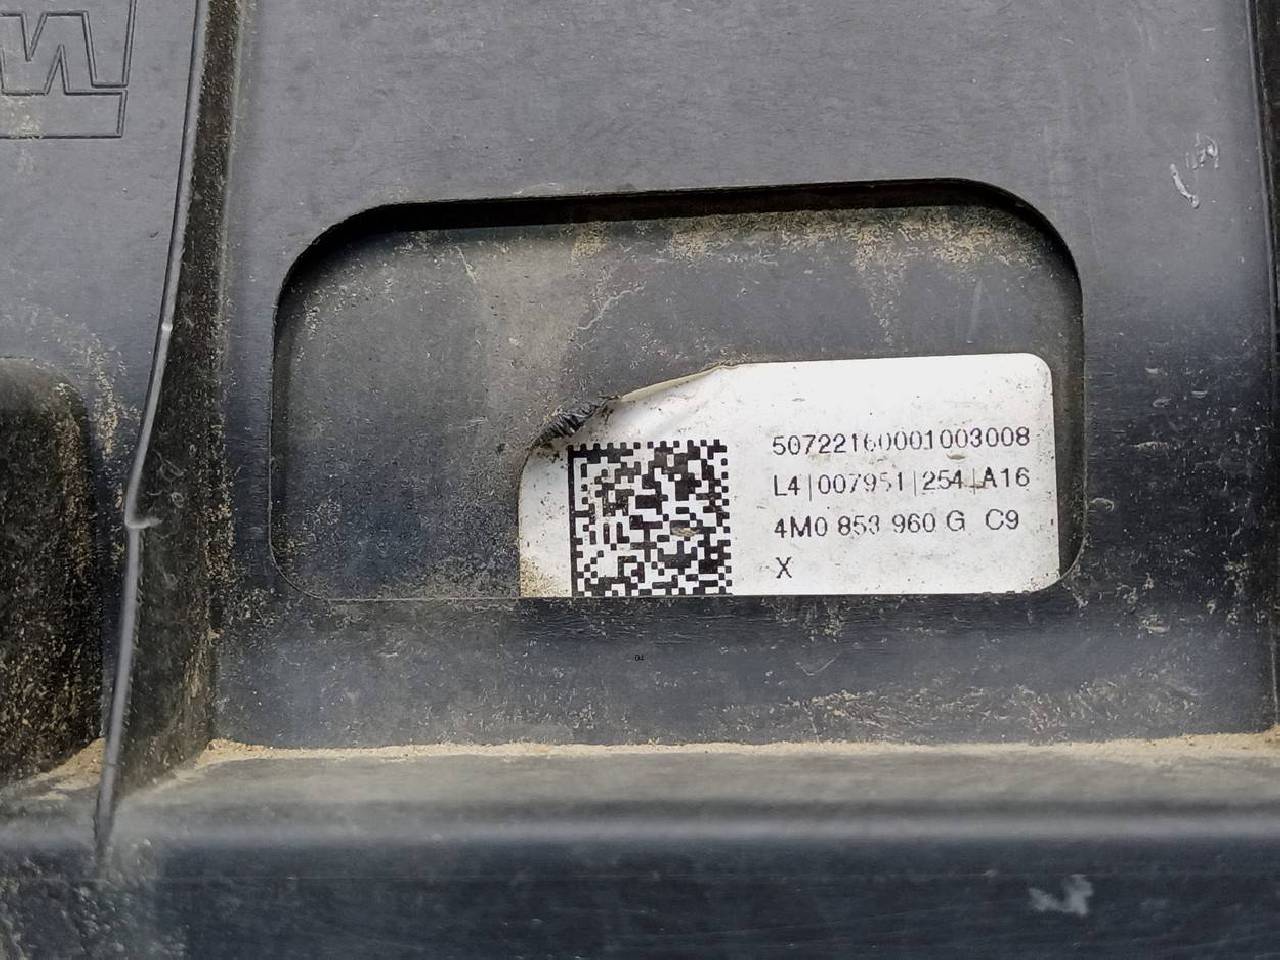 50722160001003008
L4|007951|254|A16
4M0 853 960 G C9
X